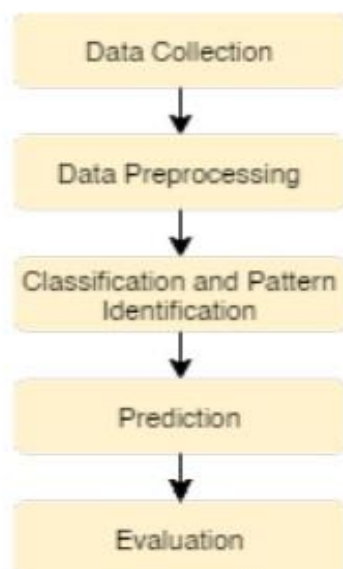 Data Collection
Data Preprocessing
Classification and Pattern
Identification
Prediction
Evaluation